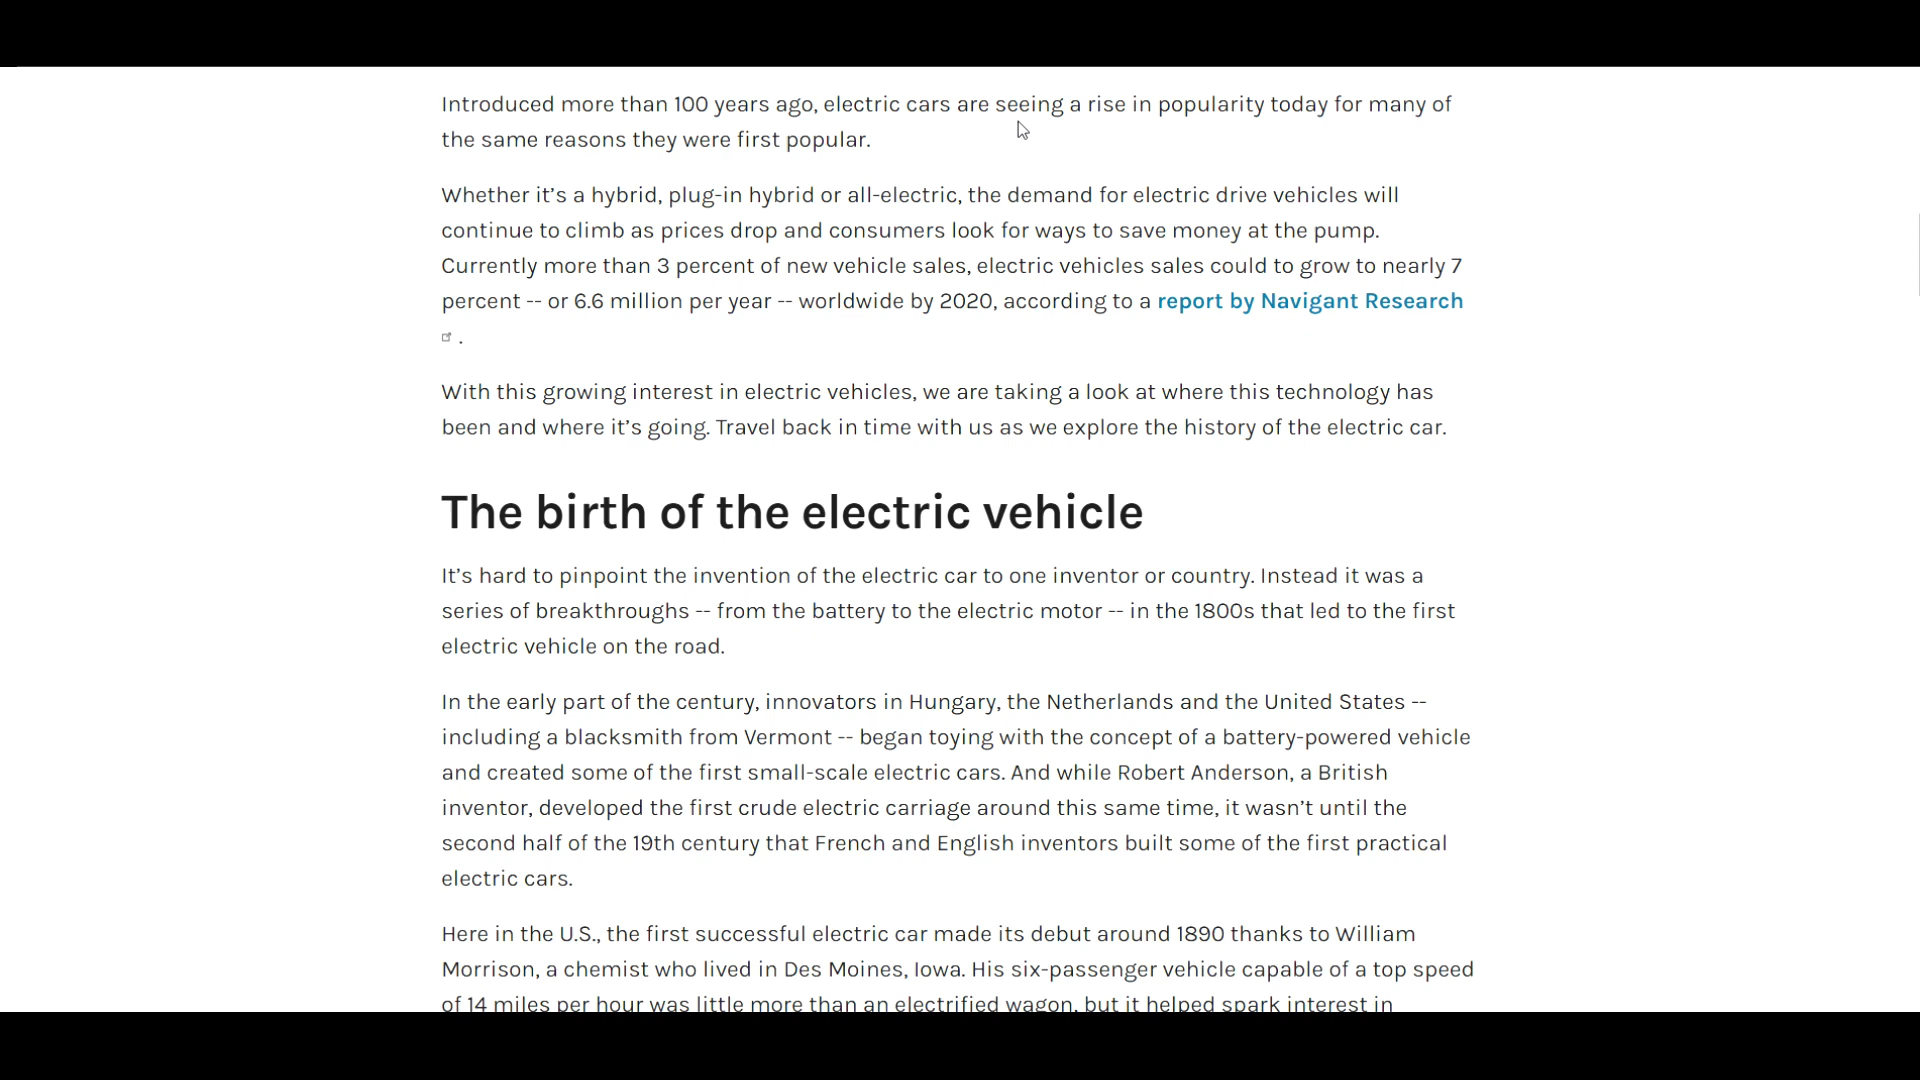 Introduced more than 100 years ago, electric cars are seeing a rise in popularity today for many of
the same reasons they were first popular.
Whether it’s a hybrid, plug-in hybrid or all-electric, the demand for electric drive vehicles will
continue to climb as prices drop and consumers look for ways to save money at the pump.
Currently more than 3 percent of new vehicle sales, electric vehicles sales could to grow to nearly 7
percent -- or 6.6 million per year -- worldwide by 2020, according to a report by Navigant Research
.
With this growing interest in electric vehicles, we are taking a look at where this technology has
been and where it’s going. Travel back in time with us as we explore the history of the electric car.
The birth of the electric vehicle
It’s hard to pinpoint the invention of the electric car to one inventor or country. Instead it was a
series of breakthroughs -- from the battery to the electric motor -- in the 1800s that led to the first
electric vehicle on the road.
In the early part of the century, innovators in Hungary, the Netherlands and the United States --
including a blacksmith from Vermont -- began toying with the concept of a battery-powered vehicle
and created some of the first small-scale electric cars. And while Robert Anderson, a British
inventor, developed the first crude electric carriage around this same time, it wasn’t until the
second half of the 19th century that French and English inventors built some of the first practical
electric cars.
Here in the U.S., the first successful electric car made its debut around 1890 thanks to William
Morrison, a chemist who lived in Des Moines, Iowa. His six-passenger vehicle capable of a top speed
of 14 miles per hour was little more than an electrified wagon, but it helped spark interest in